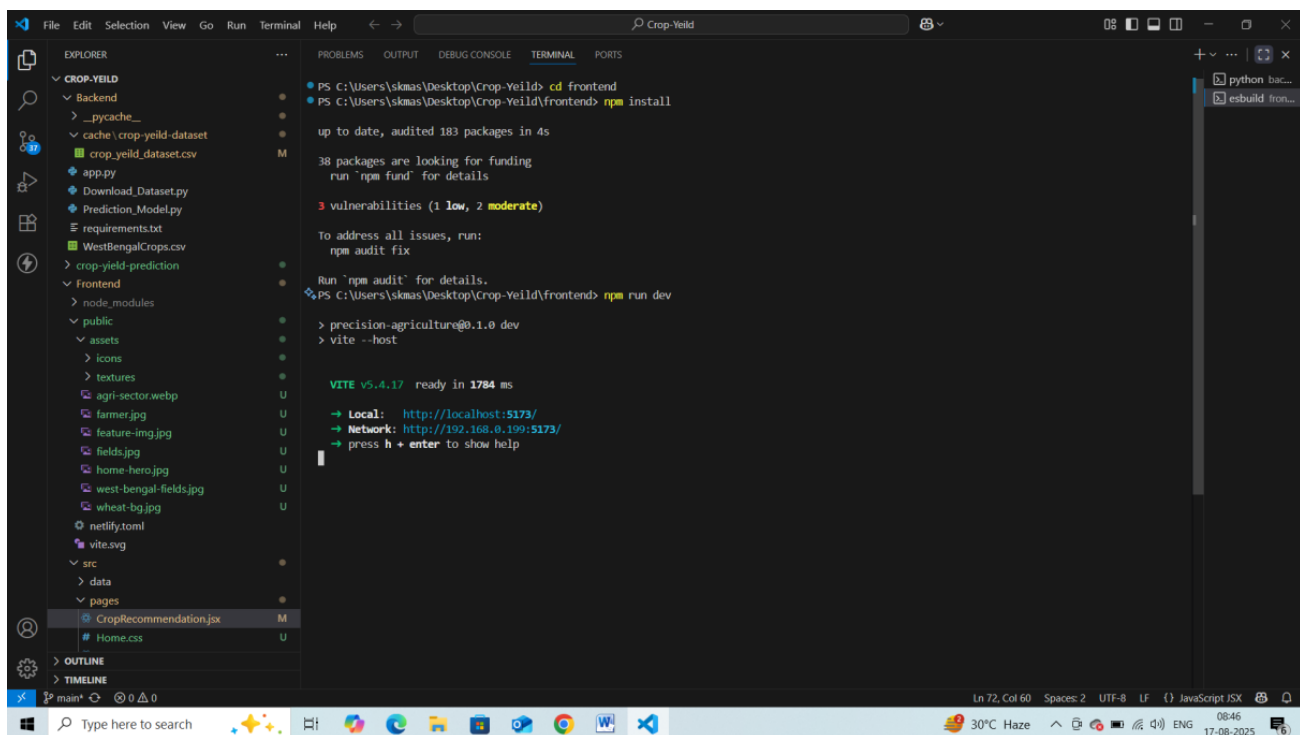 File Edit Selection View Go Run Terminal Help
Crop-Yeild
EXPLORER
CROP-YEILD
Backend
__pycache__
cache \ crop-yeild-dataset
crop_yeild_dataset.csv M
app.py
Download_Dataset.py
Prediction_Model.py
requirements.txt
WestBengalCrops.csv
crop-yield-prediction
Frontend
node_modules
public
assets
icons
textures
agri-sector.webp U
farmer.jpg U
feature-img.jpg U
fields.jpg U
home-hero.jpg U
west-bengal-fields.jpg U
wheat-bg.jpg U
netlify.toml
vite.svg
src
data
pages
CropRecommendation.jsx M
Home.css U
OUTLINE
TIMELINE
37
PROBLEMS OUTPUT DEBUG CONSOLE TERMINAL PORTS
PS C:\Users\skmas\Desktop\Crop-Yeild> cd frontend
PS C:\Users\skmas\Desktop\Crop-Yeild\frontend> npm install
up to date, audited 183 packages in 4s
38 packages are looking for funding
run `npm fund` for details
3 vulnerabilities (1 low, 2 moderate)
To address all issues, run:
npm audit fix
Run `npm audit` for details.
PS C:\Users\skmas\Desktop\Crop-Yeild\frontend> npm run dev
> precision-agriculture@0.1.0 dev
> vite --host
VITE v5.4.17 ready in 1784 ms
➜ Local: http://localhost:5173/
➜ Network: http://192.168.0.199:5173/
➜ press h + enter to show help
python bac...
esbuild fron...
main* 0 0
Ln 72, Col 60 Spaces: 2 UTF-8 LF {} JavaScript JSX
Type here to search
30°C Haze ENG
08:46
17-08-2025
6